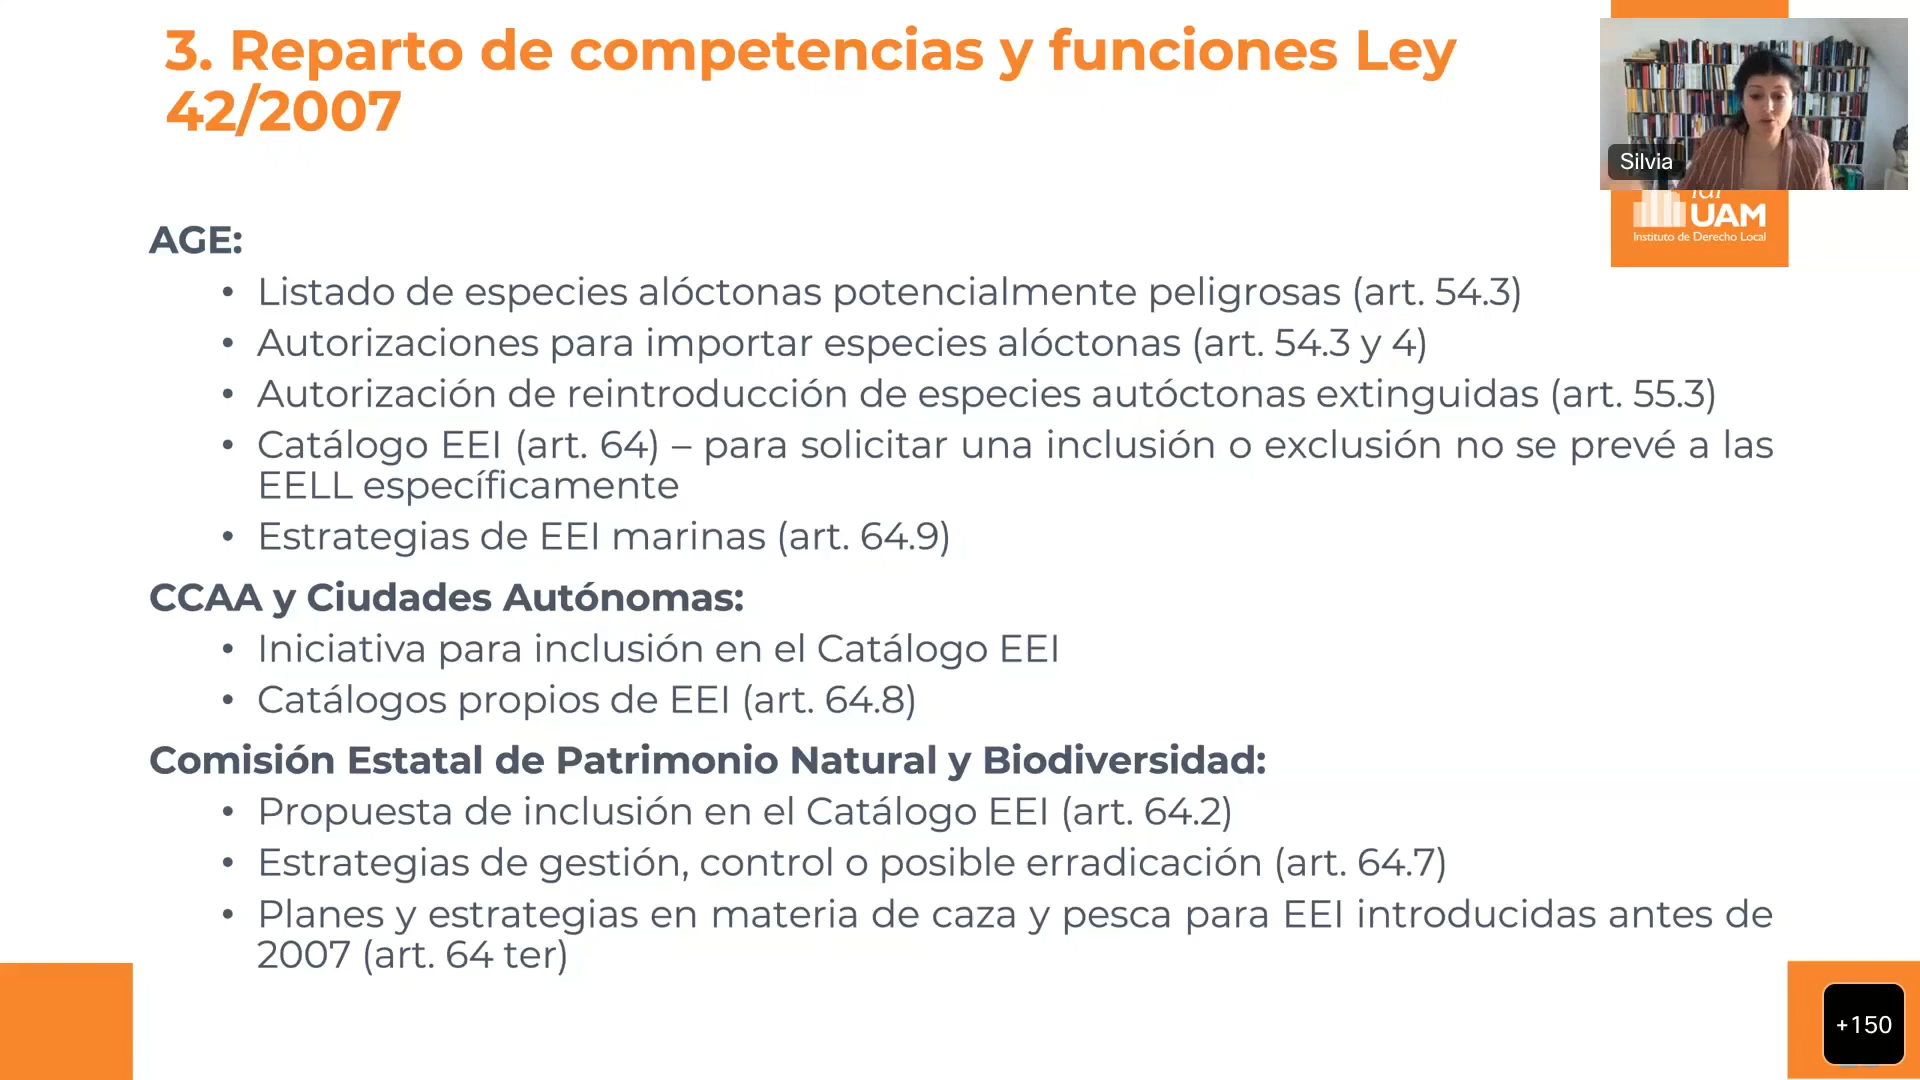 3. Reparto de competencias y funciones Ley
42/2007
Silvia
UAM
Instituto de Derecho Local
AGE:
• Listado de especies alóctonas potencialmente peligrosas (art. 54.3)
• Autorizaciones para importar especies alóctonas (art. 54.3 y 4)
• Autorización de reintroducción de especies autóctonas extinguidas (art. 55.3)
• Catálogo EEI (art. 64) – para solicitar una inclusión o exclusión no se prevé a las
EELL específicamente
• Estrategias de EEI marinas (art. 64.9)
CCAA y Ciudades Autónomas:
• Iniciativa para inclusión en el Catálogo EEI
• Catálogos propios de EEI (art. 64.8)
Comisión Estatal de Patrimonio Natural y Biodiversidad:
• Propuesta de inclusión en el Catálogo EEI (art. 64.2)
• Estrategias de gestión, control o posible erradicación (art. 64.7)
• Planes y estrategias en materia de caza y pesca para EEI introducidas antes de
2007 (art. 64 ter)
+150